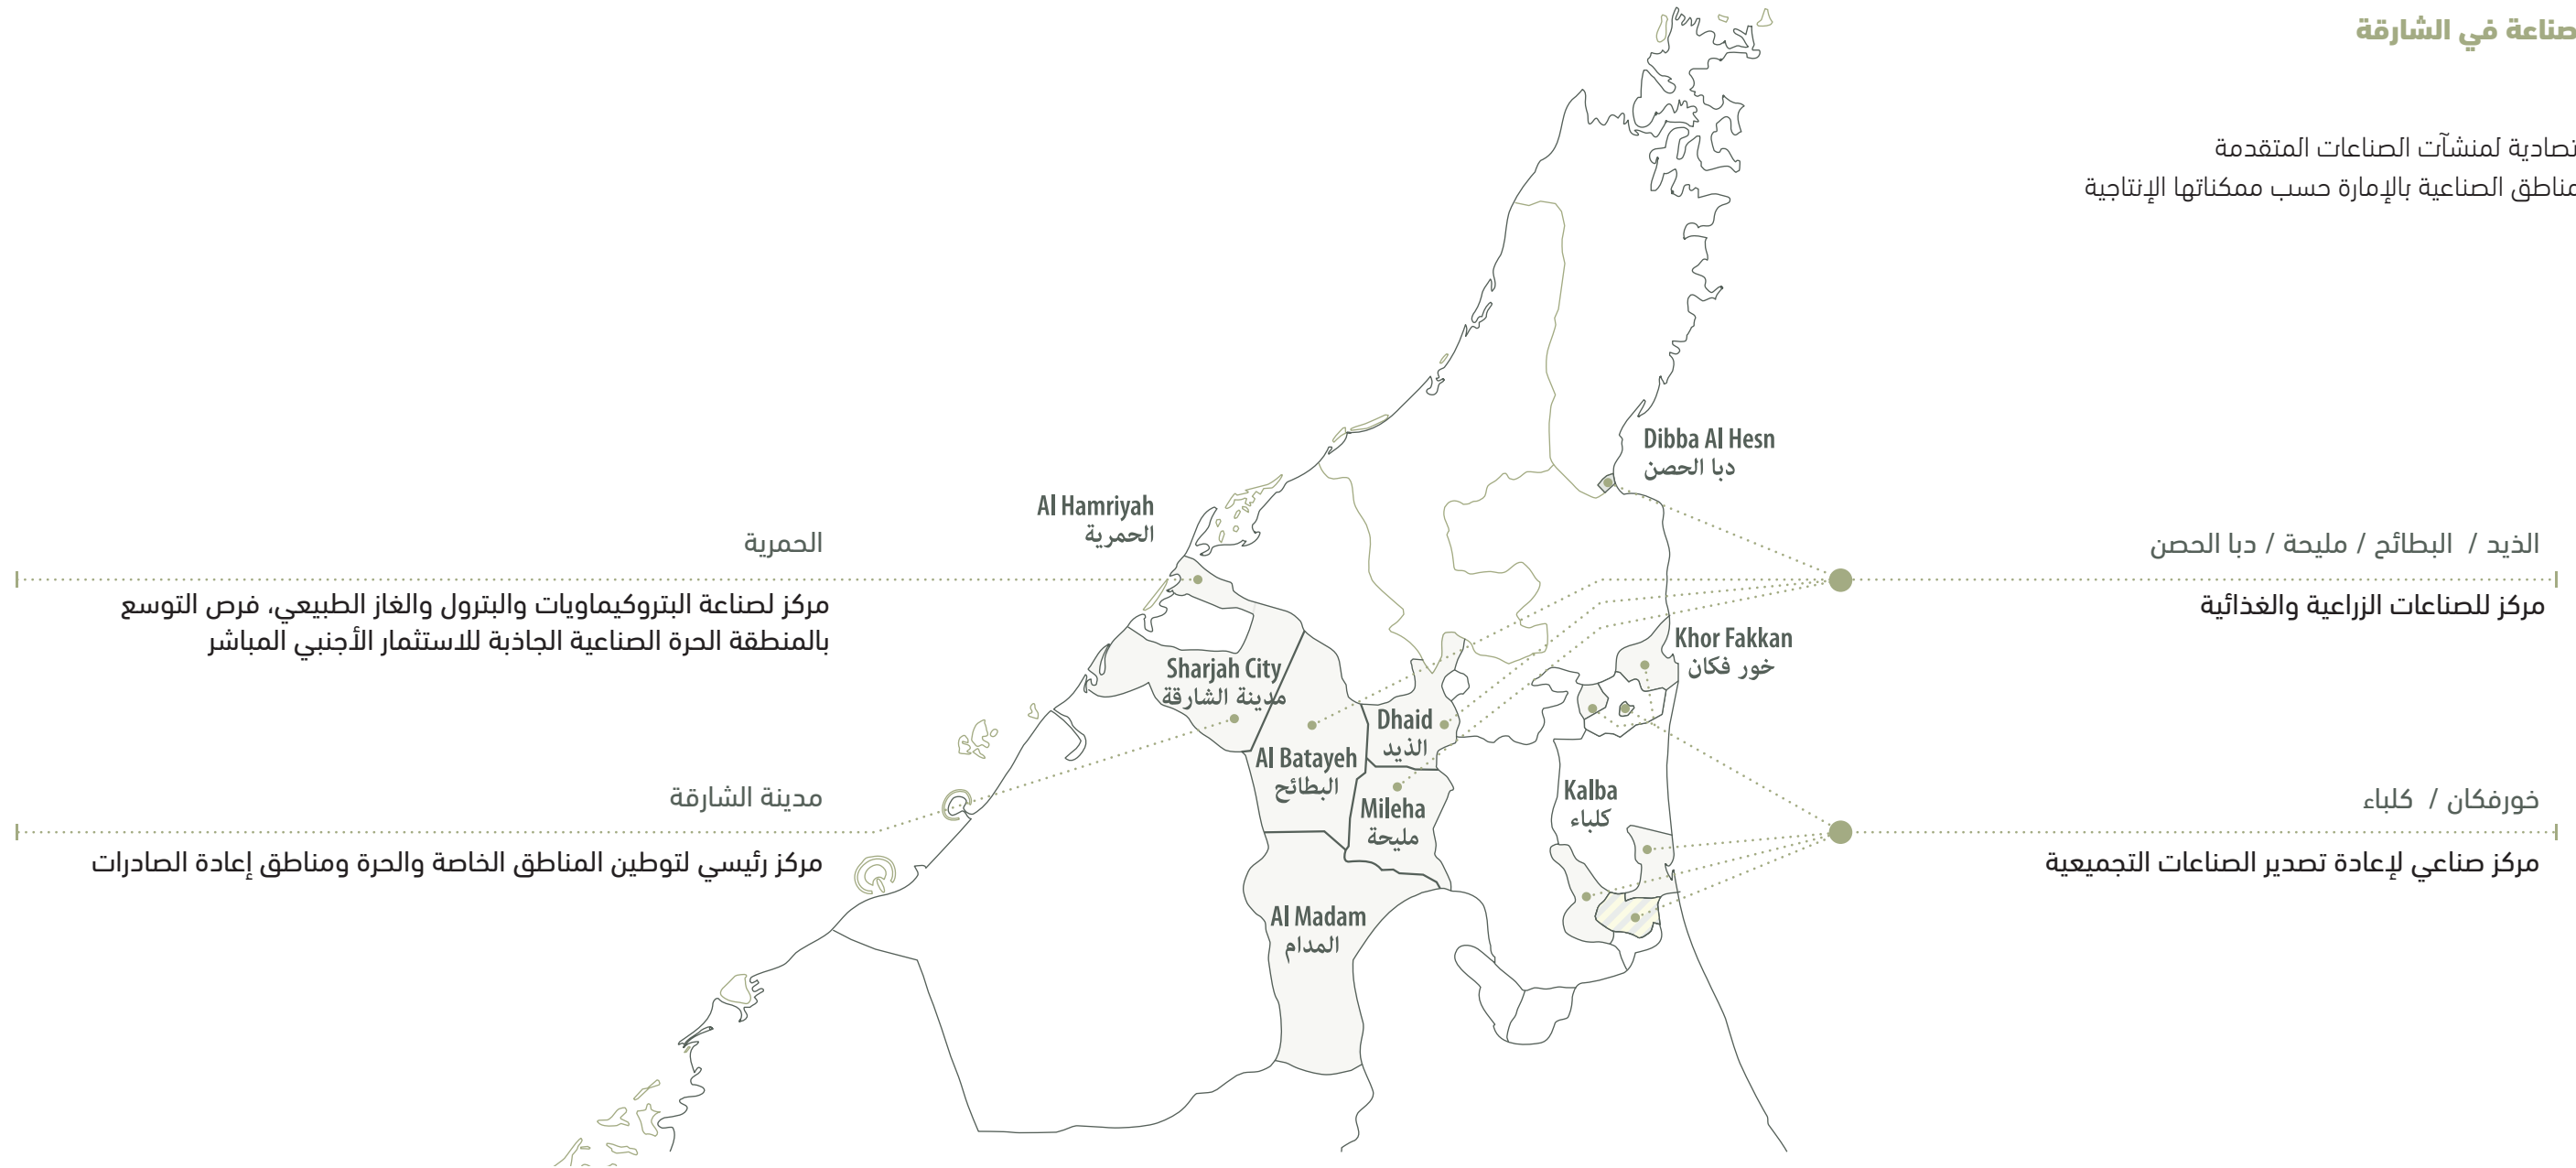 صناعة في الشارقة
تصادية لمنشآت الصناعات المتقدمة
مناطق الصناعية بالإمارة حسب ممكناتها الإنتاجية
Dibba Al Hesn
دبا الحصن
Al Hamriyah
الحمرية
الذيد / البطائح / مليحة / دبا الحصن
مركز للصناعات الزراعية والغذائية
الحمرية
مركز لصناعة البتروكيماويات والبترول والغاز الطبيعي، فرص التوسع
بالمنطقة الحرة الصناعية الجاذبة للاستثمار الأجنبي المباشر
Khor Fakkan
خور فكان
Sharjah City
مدينة الشارقة
Dhaid
الذيد
Al Batayeh
البطائح
Kalba
كلباء
Mileha
مليحة
خورفكان / كلباء
مركز صناعي لإعادة تصدير الصناعات التجميعية
مدينة الشارقة
مركز رئيسي لتوطين المناطق الخاصة والحرة ومناطق إعادة الصادرات
Al Madam
المدام